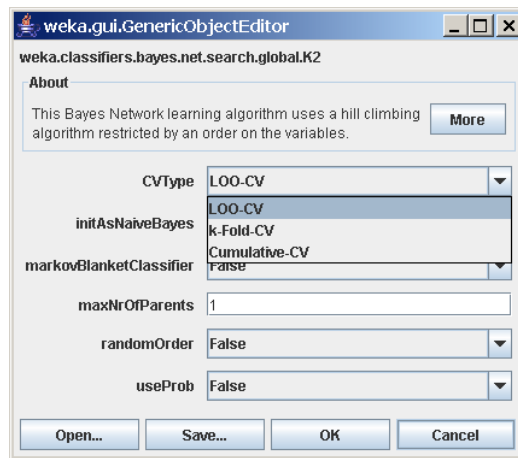 weka.gui.GenericObjectEditor
weka.classifiers.bayes.net.search.global.K2
About
This Bayes Network learning algorithm uses a hill climbing
algorithm restricted by an order on the variables.
More
CVType LOO-CV
LOO-CV
initAsNaiveBayes k-Fold-CV
Cumulative-CV
markovBlanketClassifier False
maxNrOfParents 1
randomOrder False
useProb False
Open... Save... OK Cancel